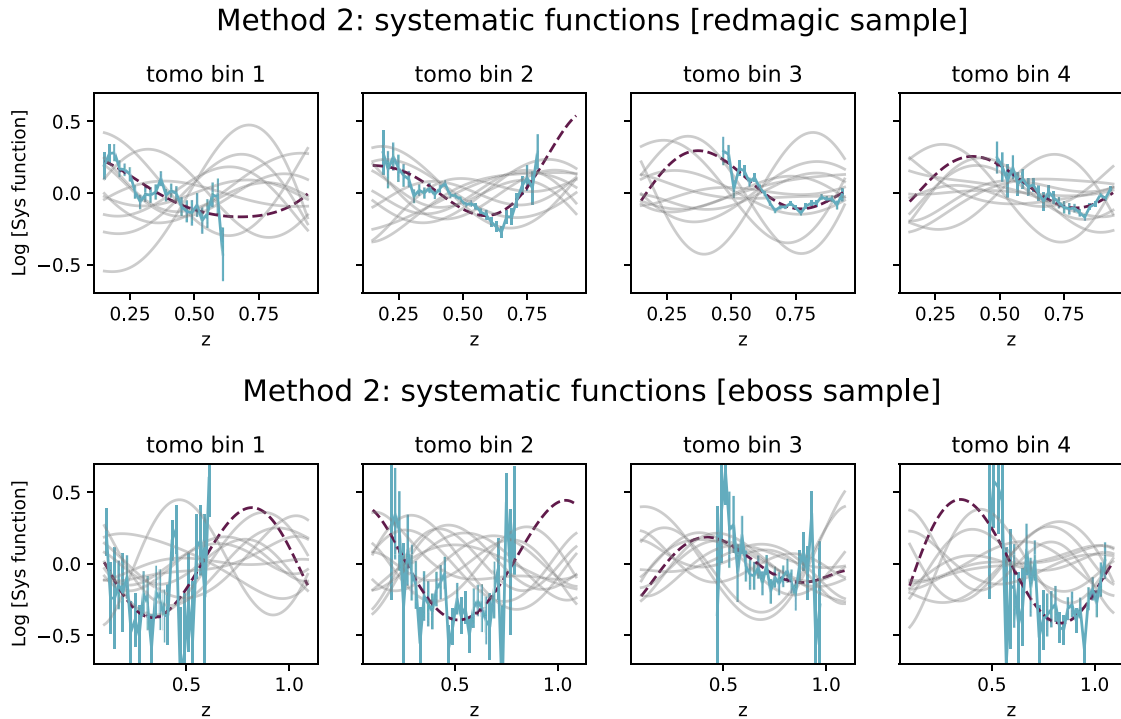 Method 2: systematic functions [redmagic sample]
tomo bin 1 tomo bin 2 tomo bin 3 tomo bin 4
Log [Sys function]
0.5
0.0
−0.5
0.25 0.50 0.75 0.25 0.50 0.75 0.25 0.50 0.75 0.25 0.50 0.75
z z z z
Method 2: systematic functions [eboss sample]
tomo bin 1 tomo bin 2 tomo bin 3 tomo bin 4
Log [Sys function]
0.5
0.0
−0.5
0.5 1.0 0.5 1.0 0.5 1.0 0.5 1.0
z z z z